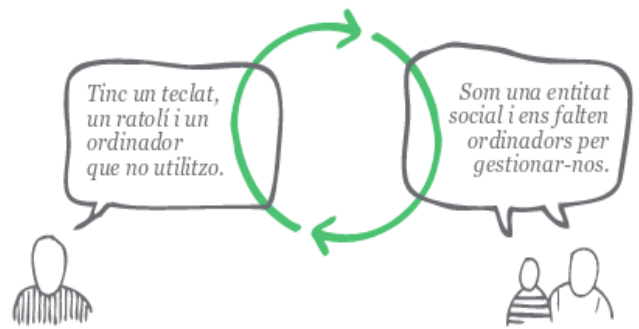 Tinc un teclat,
un ratolí i un
ordinador
que no utilitzo.
Som una entitat
social i ens falten
ordinadors per
gestionar-nos.